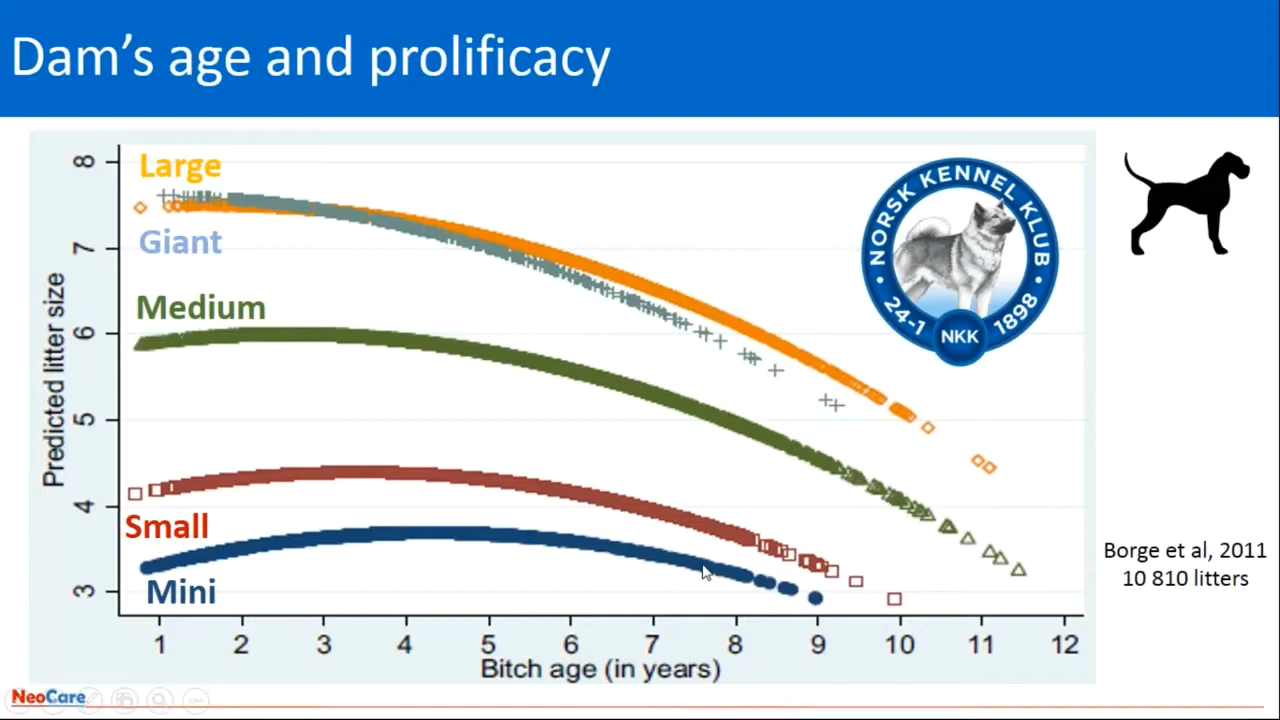 Dam's age and prolificacy
Large
Giant
Medium
Small
Mini
Predicted litter size
8
7
6
5
4
3
1 2 3 4 5 6 7 8 9 10 11 12
Bitch age (in years)
NORSK KENNEL KLUB
24-1 1898
NKK
Borge et al, 2011
10 810 litters
NeoCare